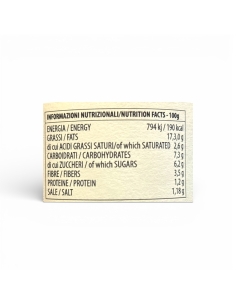 INFORMAZIONI NUTRIZIONALI/NUTRITION FACTS - 100g
ENERGIA / ENERGY 794 kj / 190 kcal
GRASSI / FATS 17,3,0 g
di cui ACIDI GRASSI SATURI/of which SATURATED 2,6 g
CARBOIDRATI / CARBOHYDRATES 7,3 g
di cui ZUCCHERI / of which SUGARS 6,2 g
FIBRE / FIBERS 3,5 g
PROTEINE / PROTEIN 1,2 g
SALE / SALT 1,18 g